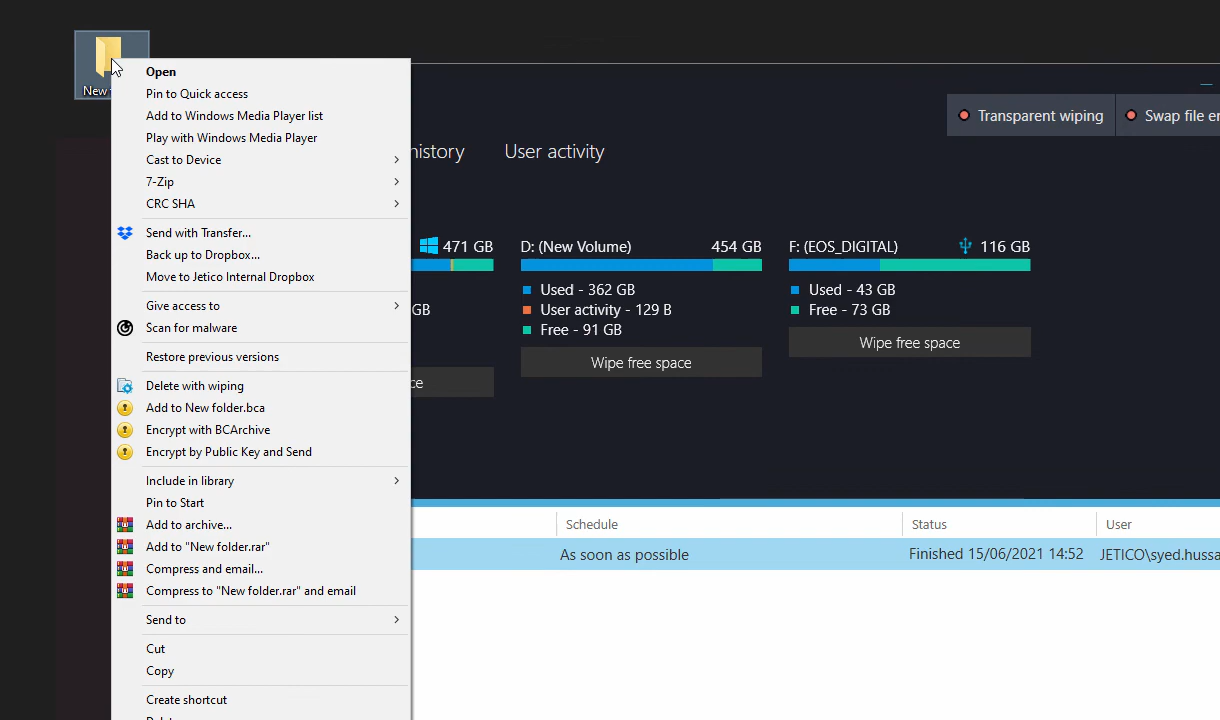 New
Open
Pin to Quick access
Add to Windows Media Player list
Play with Windows Media Player
Cast to Device
7-Zip
CRC SHA
Send with Transfer...
Back up to Dropbox...
Move to Jetico Internal Dropbox
Give access to
Scan for malware
Restore previous versions
Delete with wiping
Add to New folder.bca
Encrypt with BCArchive
Encrypt by Public Key and Send
Include in library
Pin to Start
Add to archive...
Add to "New folder.rar"
Compress and email...
Compress to "New folder.rar" and email
Send to
Cut
Copy
Create shortcut
Transparent wiping
Swap file
history
User activity
471 GB
GB
D: (New Volume)
454 GB
Used - 362 GB
User activity - 129 B
Free - 91 GB
Wipe free space
F: (EOS_DIGITAL)
116 GB
Used - 43 GB
Free - 73 GB
Wipe free space
Schedule
Status
User
As soon as possible
Finished 15/06/2021 14:52
JETICO\syed.hussa